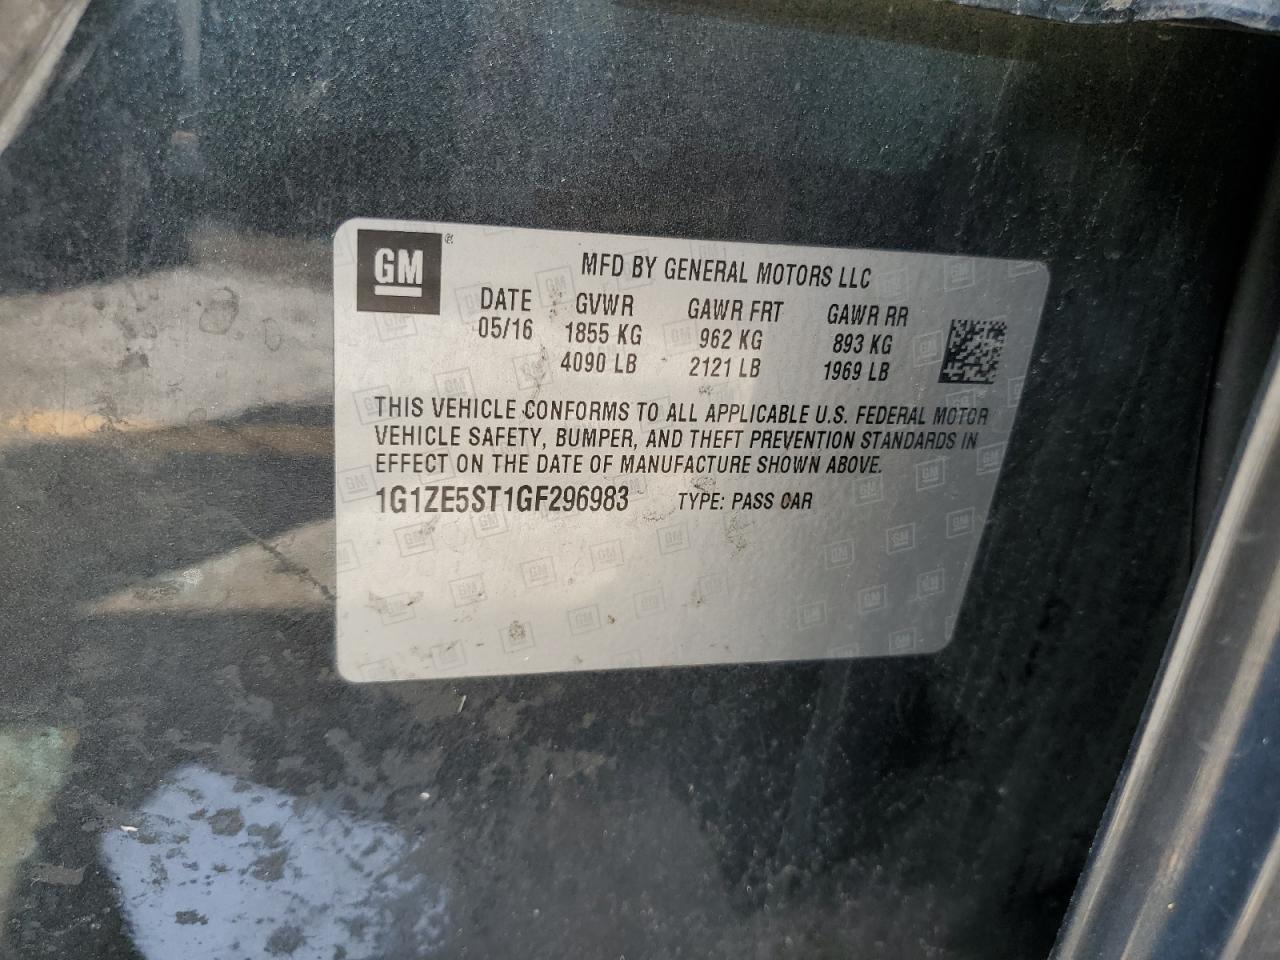 GM ®
MFD BY GENERAL MOTORS LLC
DATE GVWR GAWR FRT GAWR RR
05/16 1855 KG 962 KG 893 KG
4090 LB 2121 LB 1969 LB
THIS VEHICLE CONFORMS TO ALL APPLICABLE U.S. FEDERAL MOTOR
VEHICLE SAFETY, BUMPER, AND THEFT PREVENTION STANDARDS IN
EFFECT ON THE DATE OF MANUFACTURE SHOWN ABOVE.
1G1ZE5ST1GF296983 TYPE: PASS CAR